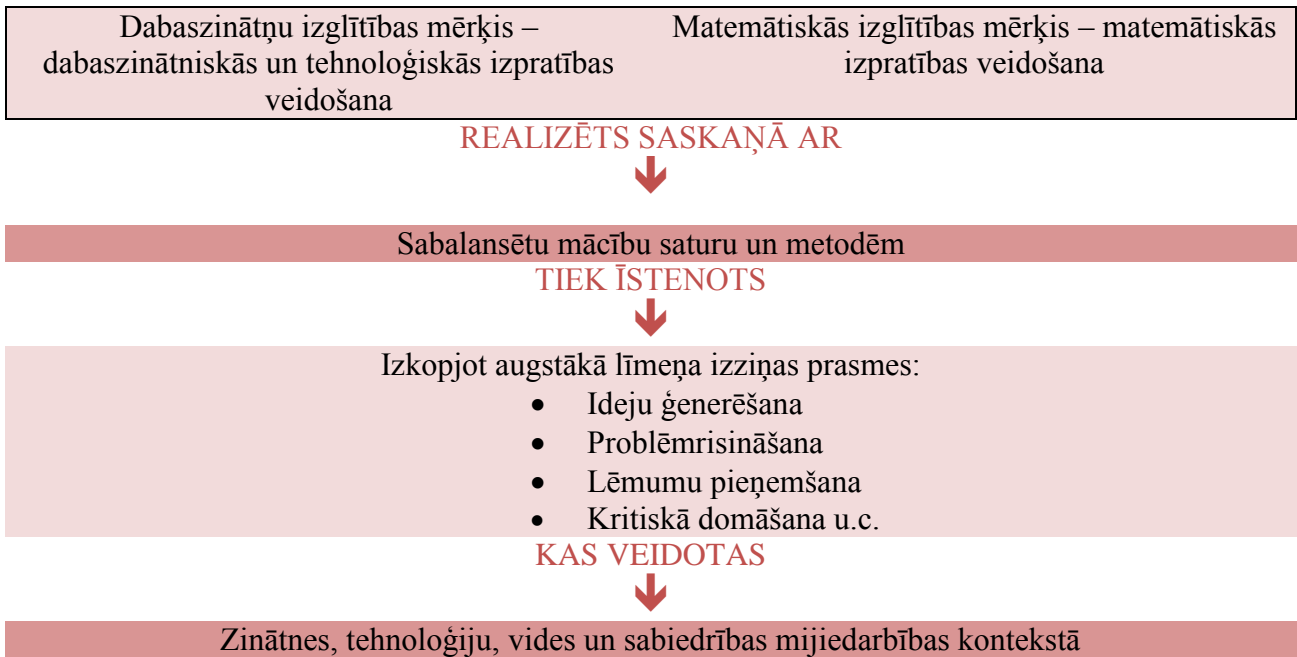 Dabaszinātņu izglītības mērķis –
dabaszinātniskās un tehnoloģiskās izpratības
veidošana
Matemātiskās izglītības mērķis – matemātiskās
izpratības veidošana
REALIZĒTS SASKAŅĀ AR
Sabalansētu mācību saturu un metodēm
TIEK ĪSTENOTS
Izkopjot augstākā līmeņa izziņas prasmes:
• Ideju ģenerēšana
• Problēmrisināšana
• Lēmumu pieņemšana
• Kritiskā domāšana u.c.
KAS VEIDOTAS
Zinātnes, tehnoloģiju, vides un sabiedrības mijiedarbības kontekstā